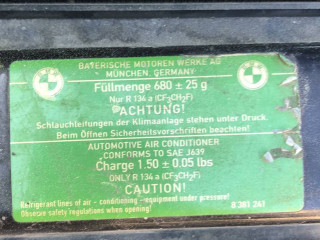 BAYERISCHE MOTOREN WERKE AG
MÜNCHEN, GERMANY
Füllmenge 680 ± 25 g
Nur R 134 a (CF3CH2F)
ACHTUNG!
Schlauchleitungen der Klimaanlage stehen unter Druck.
Beim Öffnen Sicherheitsvorschriften beachten!
AUTOMOTIVE AIR CONDITIONER
CONFORMS TO SAE J639
Charge 1.50 ± 0.05 lbs
ONLY R 134 a (CF3CH2F)
CAUTION!
Refrigerant lines of air - conditioning - equipment under pressure!
Observe safety regulations when opening!
8 381 261